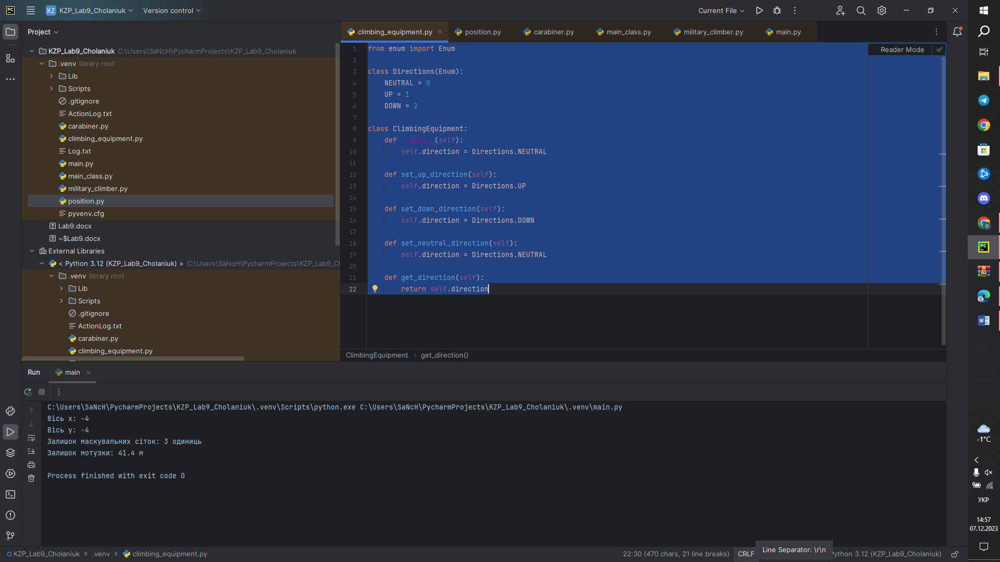 PC
KZ KZP_Lab9_Cholaniuk Version control Current File
Project
KZP_Lab9_Cholaniuk C:\Users\SaNcH\PycharmProjects\KZP_Lab9_Cholaniuk
.venv library root
Lib
Scripts
.gitignore
ActionLog.txt
carabiner.py
climbing_equipment.py
Log.txt
main.py
main_class.py
military_climber.py
position.py
pyvenv.cfg
Lab9.docx
~$Lab9.docx
External Libraries
< Python 3.12 (KZP_Lab9_Cholaniuk) > C:\Users\SaNcH\PycharmProjects\KZP_Lab9_C
.venv library root
Lib
Scripts
.gitignore
ActionLog.txt
carabiner.py
climbing_equipment.py
climbing_equipment.py position.py carabiner.py main_class.py military_climber.py main.py
Reader Mode
1 from enum import Enum
2
3 class Directions(Enum):
4 NEUTRAL = 0
5 UP = 1
6 DOWN = 2
7
8 class ClimbingEquipment:
9 def __init__(self):
10 self.direction = Directions.NEUTRAL
11
12 def set_up_direction(self):
13 self.direction = Directions.UP
14
15 def set_down_direction(self):
16 self.direction = Directions.DOWN
17
18 def set_neutral_direction(self):
19 self.direction = Directions.NEUTRAL
20
21 def get_direction(self):
22 return self.direction
ClimbingEquipment › get_direction()
Run main
C:\Users\SaNcH\PycharmProjects\KZP_Lab9_Cholaniuk\.venv\Scripts\python.exe C:\Users\SaNcH\PycharmProjects\KZP_Lab9_Cholaniuk\.venv\main.py
Вісь x: -4
Вісь y: -4
Залишок маскувальних сіток: 3 одиниць
Залишок мотузки: 41.4 м
Process finished with exit code 0
KZP_Lab9_Cholaniuk > .venv > climbing_equipment.py
22:30 (470 chars, 21 line breaks) CRLF
Line Separator: \r\n
ython 3.12 (KZP_Lab9_Cholaniuk)
PC
W
-1°C
УКР
14:57
07.12.2023